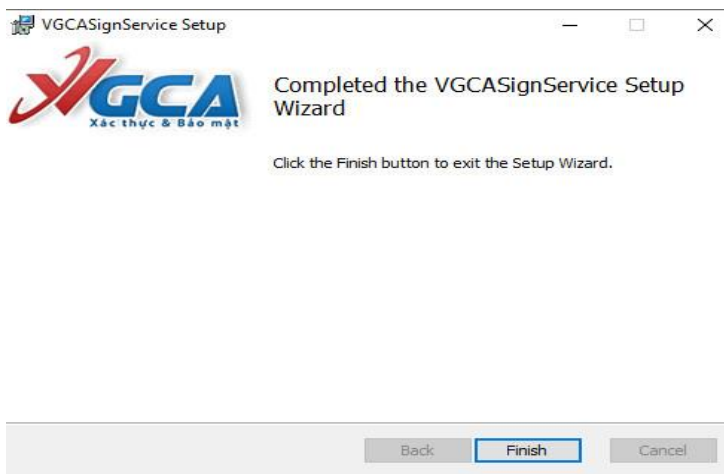 VGCASignService Setup
VGCA
Xác thực & Bảo mật
Completed the VGCASignService Setup
Wizard
Click the Finish button to exit the Setup Wizard.
Back Finish Cancel